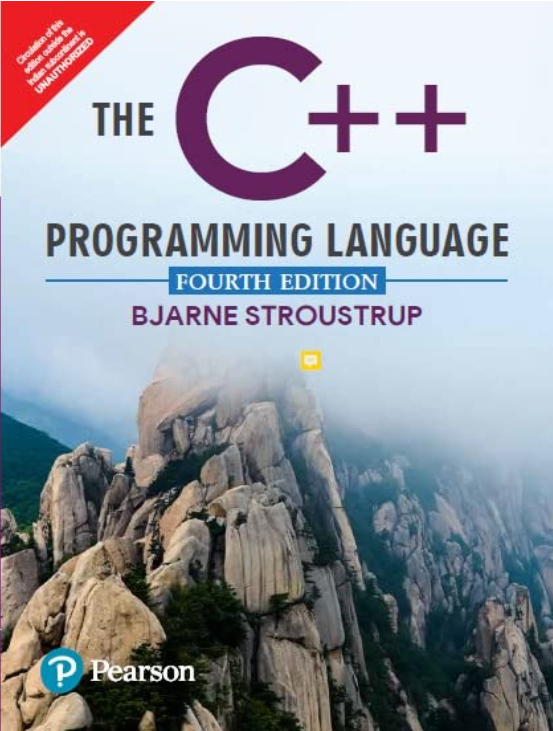 Circulation of this
edition outside the
Indian subcontinent is
UNAUTHORIZED
THE C++
PROGRAMMING LANGUAGE
FOURTH EDITION
BJARNE STROUSTRUP
Pearson